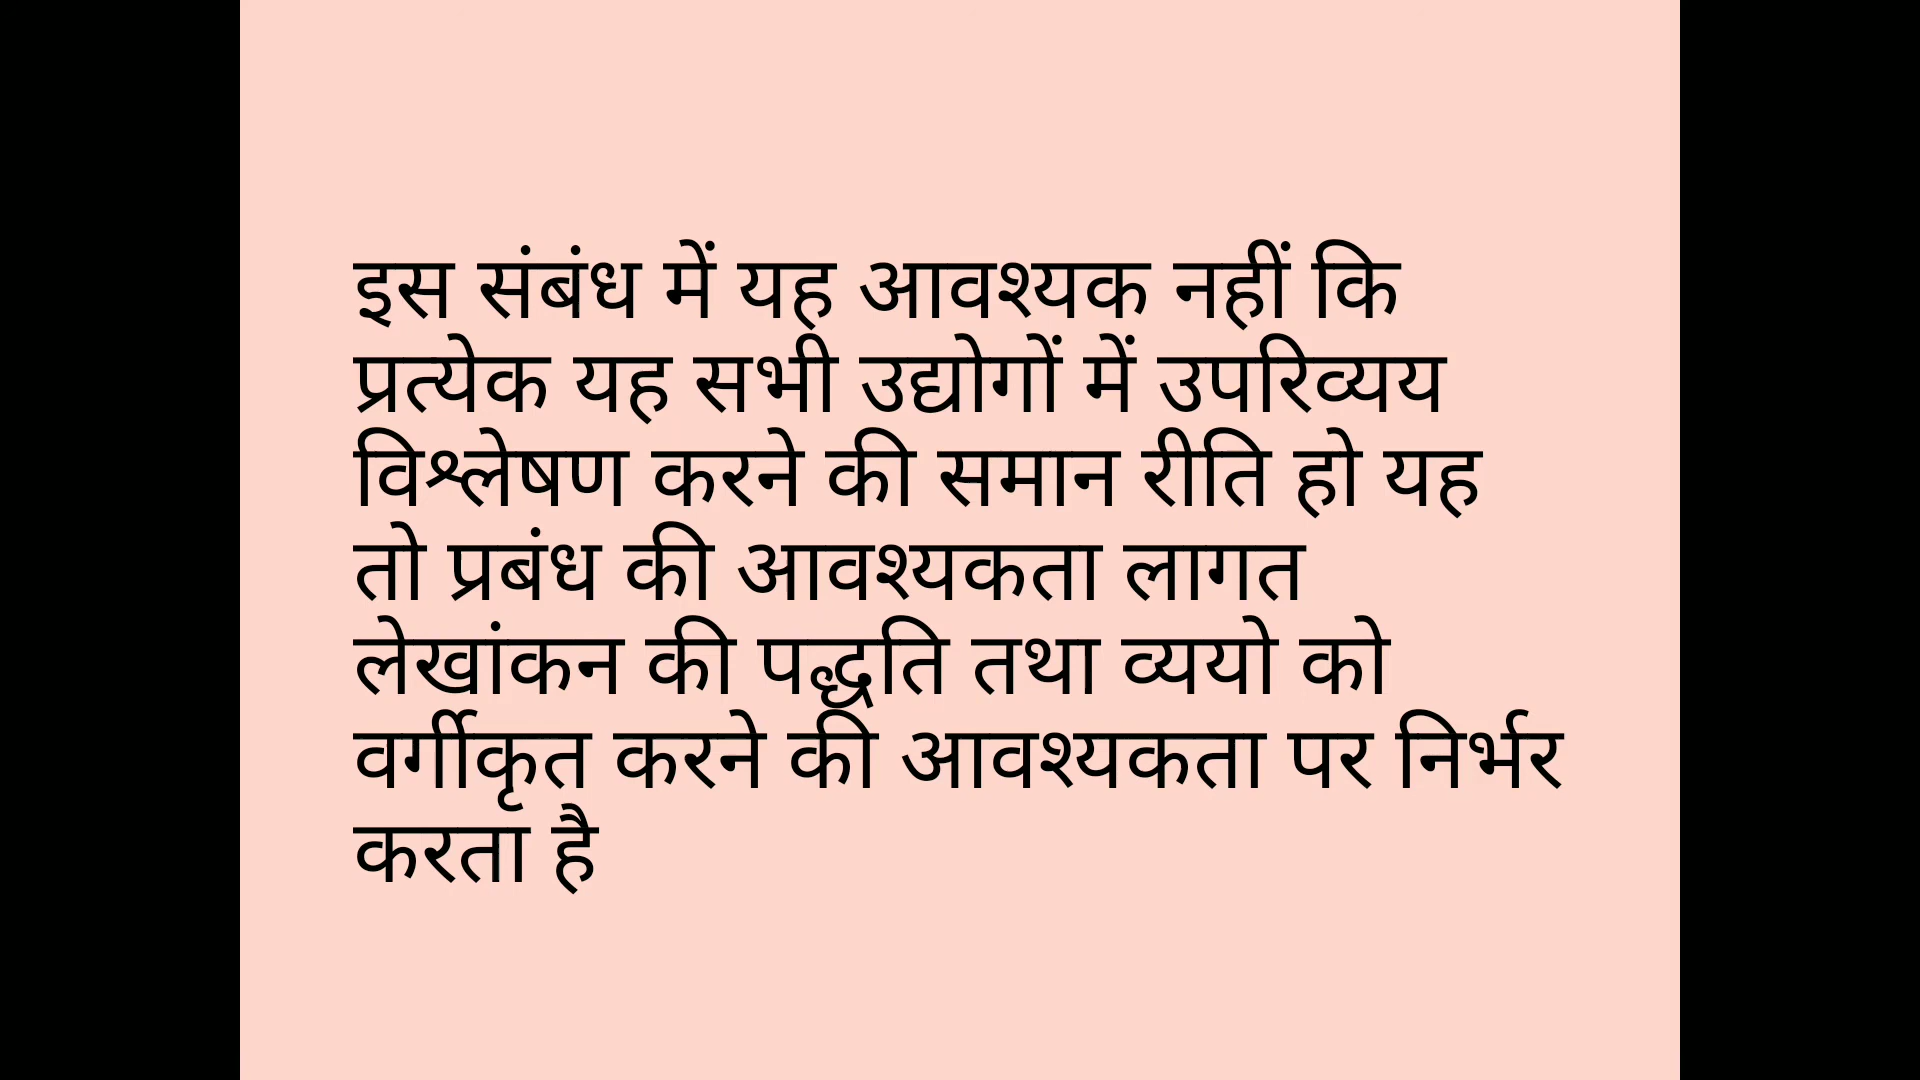 इस संबंध में यह आवश्यक नहीं कि
प्रत्येक यह सभी उद्योगों में उपरिव्यय
विश्लेषण करने की समान रीति हो यह
तो प्रबंध की आवश्यकता लागत
लेखांकन की पद्धति तथा व्ययो को
वर्गीकृत करने की आवश्यकता पर निर्भर
करता है